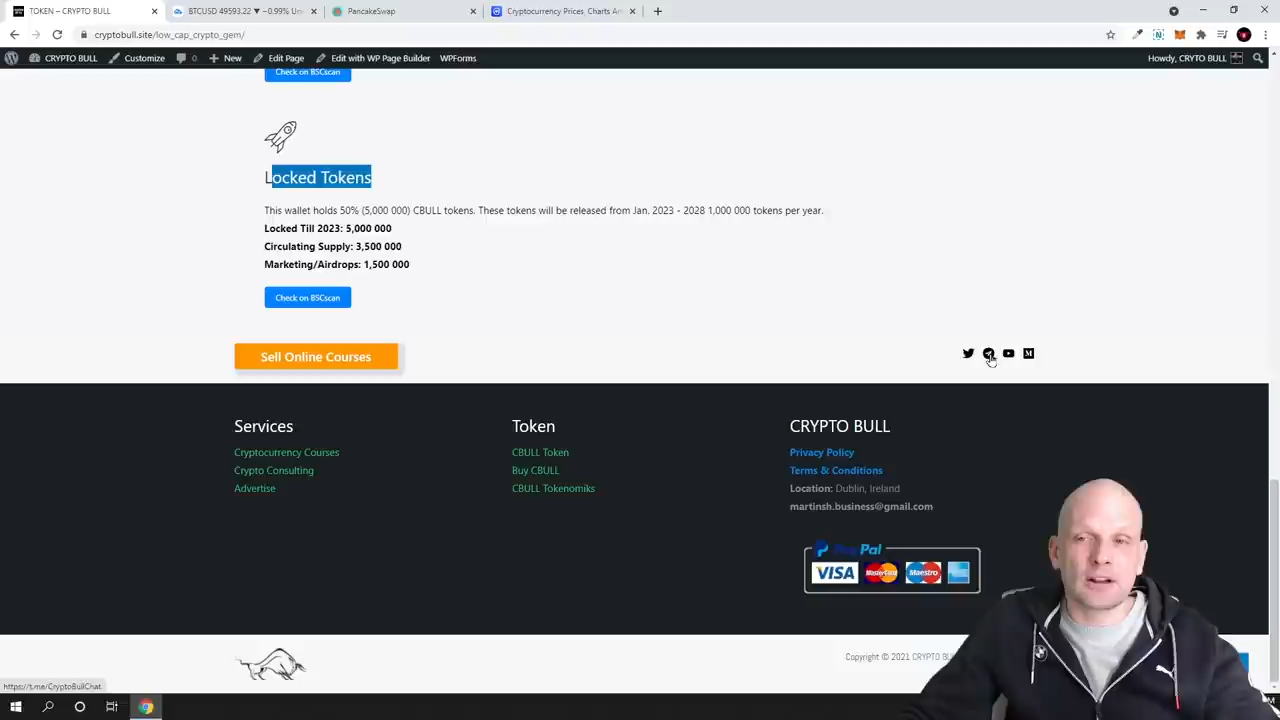 TOKEN – CRYPTO BULL
BTCUSD 49593.22 ▼ −0.99% Un
PancakeSwap
Cryptocurrency Prices, Charts An
cryptobull.site/low_cap_crypto_gem/
CRYPTO BULL
Customize
0
New
Edit Page
Edit with WP Page Builder
WPForms
Howdy, CRYTO BULL
Check on BSCscan
Locked Tokens
This wallet holds 50% (5,000 000) CBULL tokens. These tokens will be released from Jan. 2023 - 2028 1,000 000 tokens per year.
Locked Till 2023: 5,000 000
Circulating Supply: 3,500 000
Marketing/Airdrops: 1,500 000
Check on BSCscan
Sell Online Courses
Services
Cryptocurrency Courses
Crypto Consulting
Advertise
Token
CBULL Token
Buy CBULL
CBULL Tokenomiks
CRYPTO BULL
Privacy Policy
Terms & Conditions
Location: Dublin, Ireland
martinsh.business@gmail.com
PayPal
VISA
MasterCard
Maestro
Copyright © 2021 CRYPTO
https://t.me/CryptoBullChat